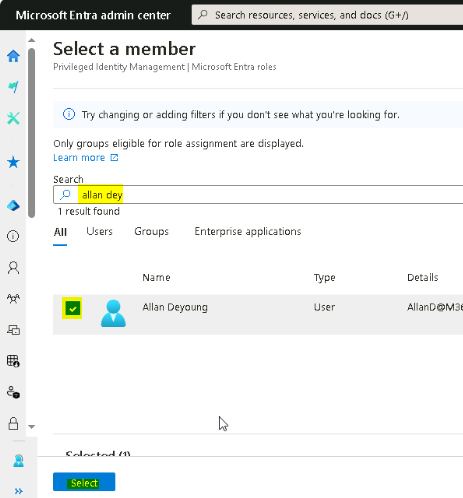 Microsoft Entra admin center
Search resources, services, and docs (G+/)
Select a member
Privileged Identity Management | Microsoft Entra roles
Try changing or adding filters if you don't see what you're looking for.
Only groups eligible for role assignment are displayed.
Learn more
Search
allan dey
1 result found
All Users Groups Enterprise applications
Name Type Details
Allan Deyoung User AllanD@M36
Selected (1)
Select